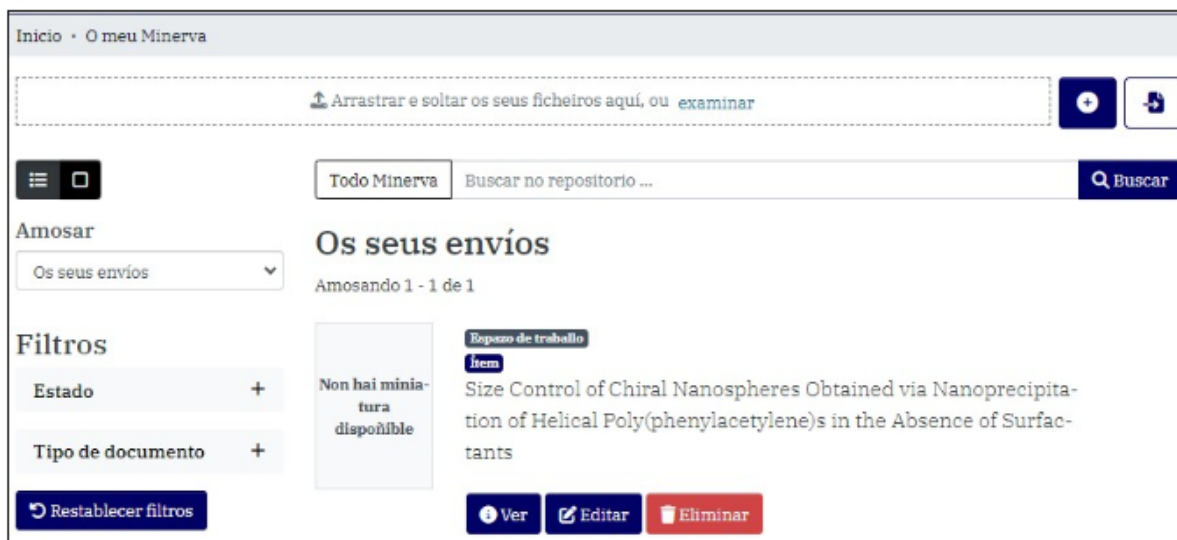 Inicio • O meu Minerva
Arrastrar e soltar os seus ficheiros aquí, ou examinar
Todo Minerva
Buscar no repositorio ...
Buscar
Amosar
Os seus envíos
Os seus envíos
Amosando 1 - 1 de 1
Filtros
Estado +
Tipo de documento +
Restablecer filtros
Non hai minia-
tura
dispoñible
Espazo de traballo
Ítem
Size Control of Chiral Nanospheres Obtained via Nanoprecipita-
tion of Helical Poly(phenylacetylene)s in the Absence of Surfac-
tants
Ver
Editar
Eliminar